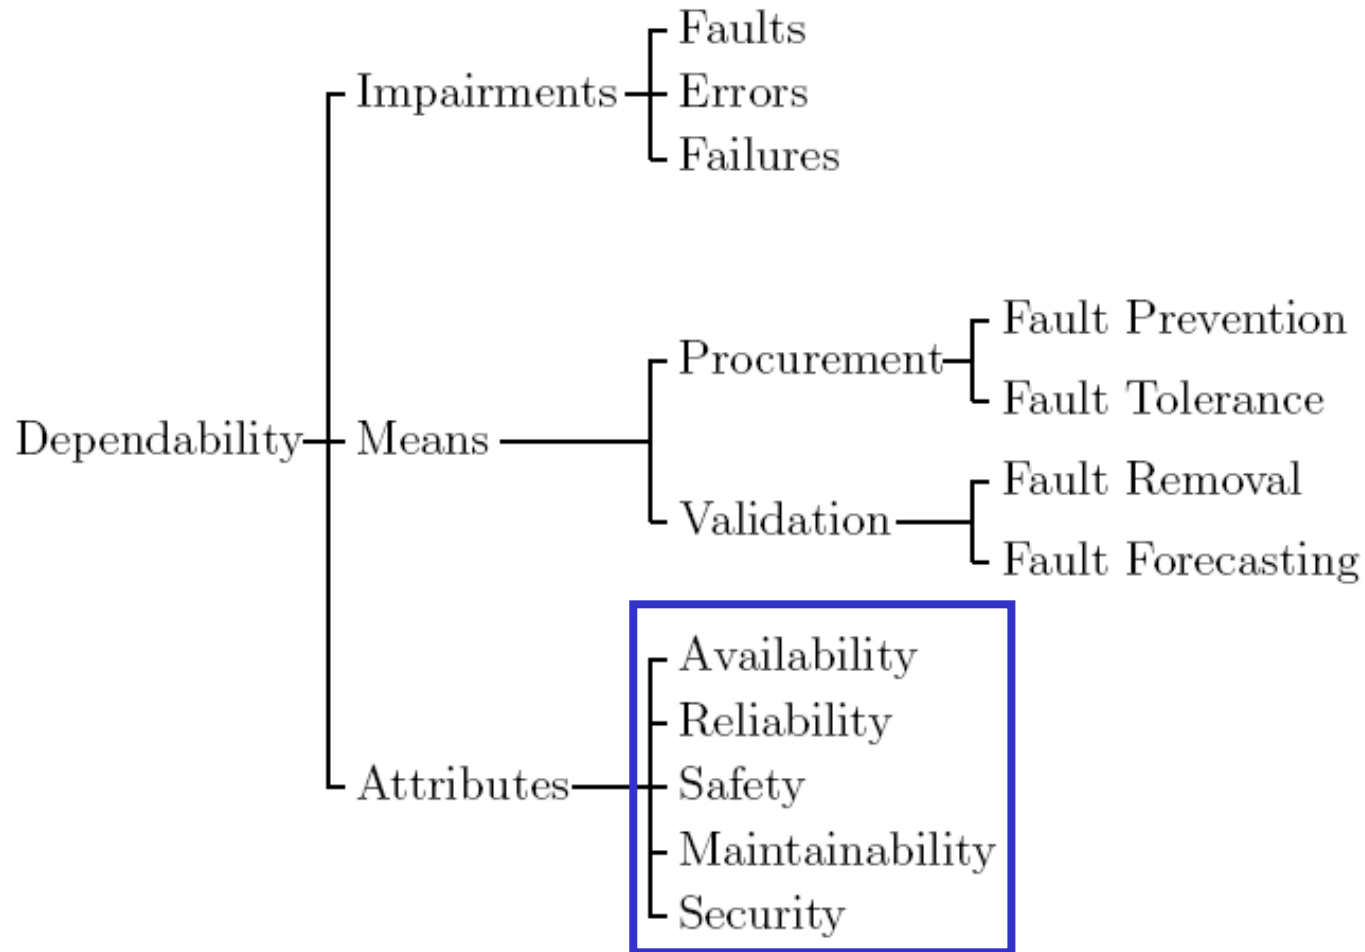 Faults
Impairments
Errors
Failures
Fault Prevention
Procurement
Fault Tolerance
Dependability
Means
Fault Removal
Validation
Fault Forecasting
Availability
Reliability
Attributes
Safety
Maintainability
Security